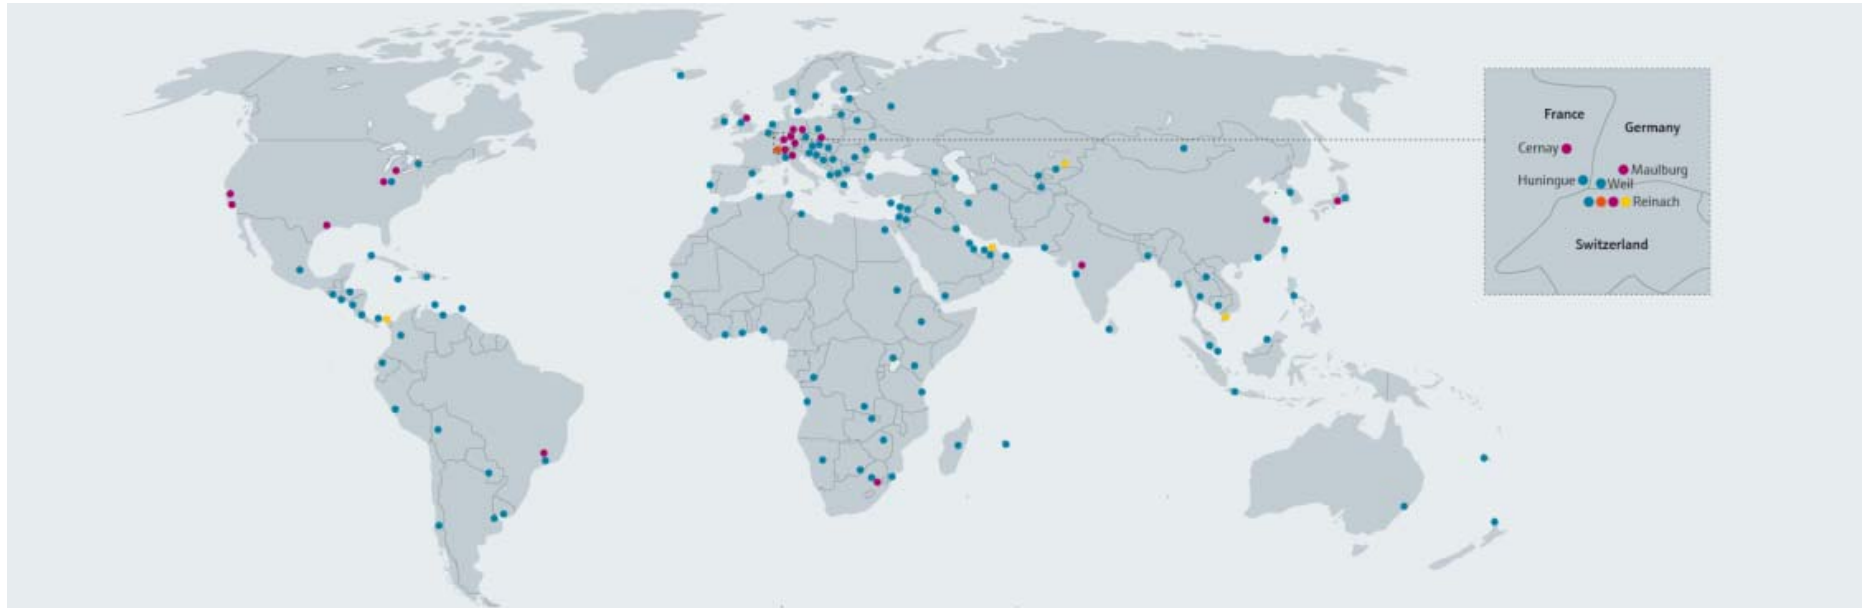 France
Germany
Cernay
Maulburg
Huningue
Weil
Reinach
Switzerland